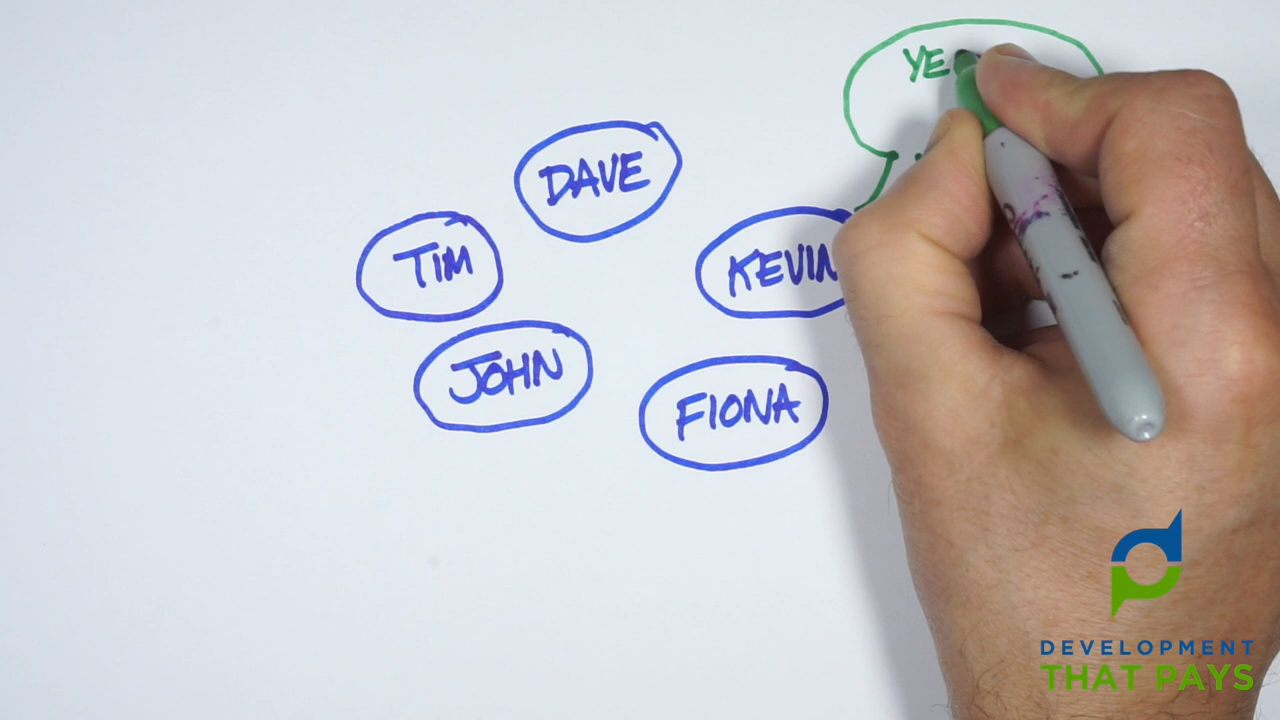 YE
DAVE
TIM
KEVIN
JOHN
FIONA
DEVELOPMENT
THAT PAYS